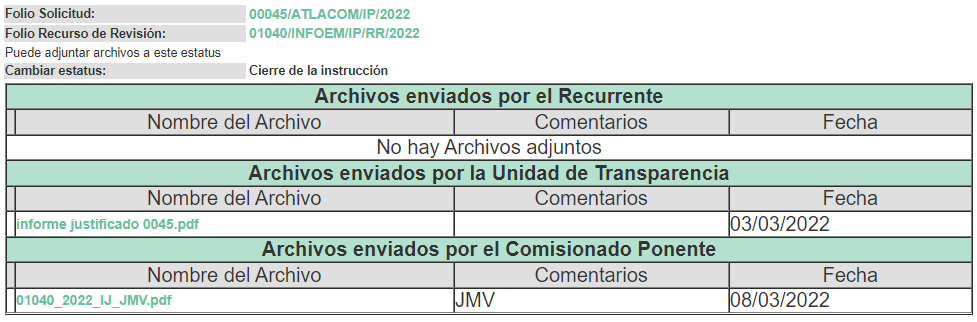 Folio Solicitud: 00045/ATLACOM/IP/2022
Folio Recurso de Revisión: 01040/INFOEM/IP/RR/2022
Puede adjuntar archivos a este estatus
Cambiar estatus: Cierre de la instrucción
Archivos enviados por el Recurrente
Nombre del Archivo Comentarios Fecha
No hay Archivos adjuntos
Archivos enviados por la Unidad de Transparencia
Nombre del Archivo Comentarios Fecha
informe justificado 0045.pdf 03/03/2022
Archivos enviados por el Comisionado Ponente
Nombre del Archivo Comentarios Fecha
01040_2022_IJ_JMV.pdf JMV 08/03/2022